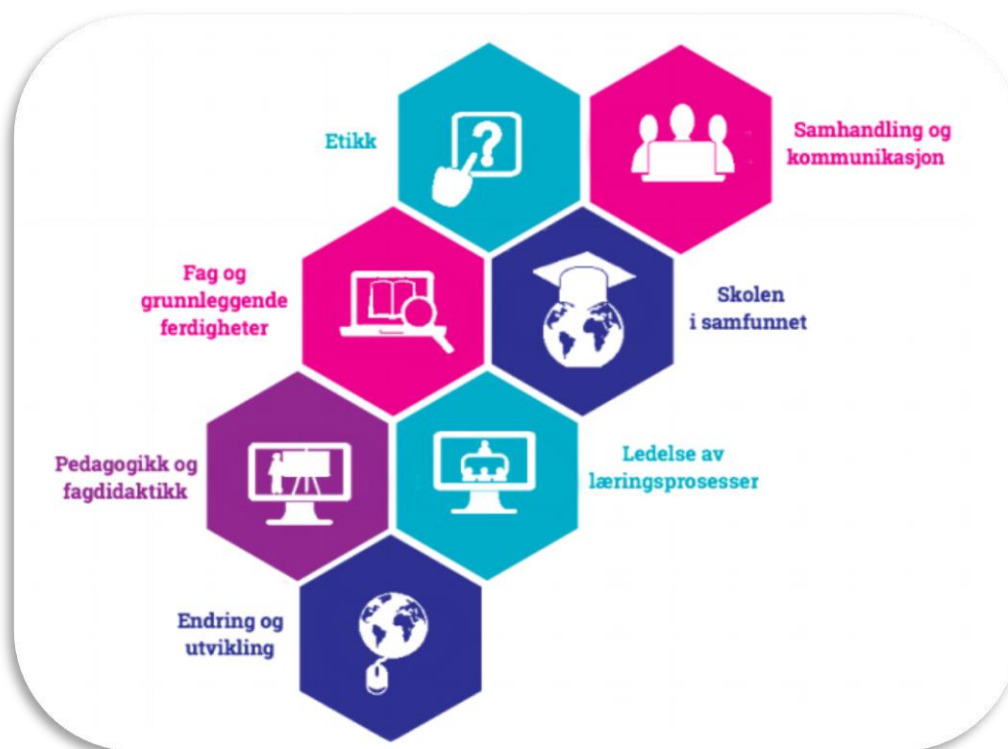 Etikk
Samhandling og
kommunikasjon
Fag og
grunnleggende
ferdigheter
Skolen
i samfunnet
Pedagogikk og
fagdidaktikk
Ledelse av
læringsprosesser
Endring og
utvikling